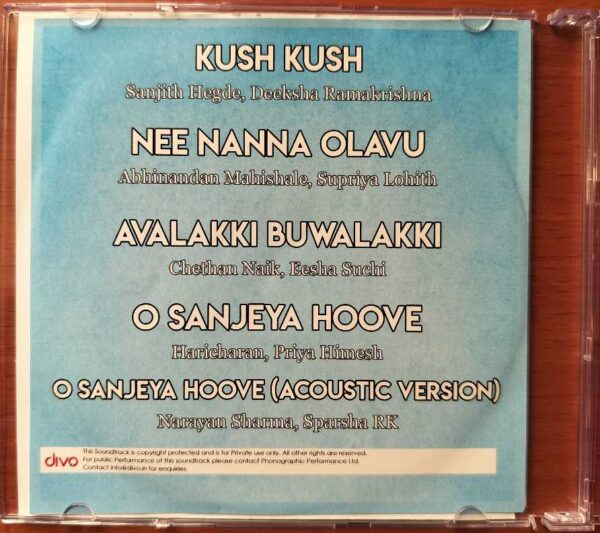 KUSH KUSH
Sanjith Hegde, Deeksha Ramakrishna
NEE NANNA OLAVU
Abhinandan Mahishale, Supriya Lohith
AVALAKKI BUWALAKKI
Chethan Naik, Eesha Suchi
O SANJEYA HOOVE
Haricharan, Priya Himesh
O SANJEYA HOOVE (ACOUSTIC VERSION)
Narayan Sharma, Sparsha RK
divo
This Soundtrack is copyright protected and is for Private use only. All other rights are reserved.
For public Performance of this soundtrack please contact Phonographic Performance Ltd.
Contact info@divo.in for enquiries.